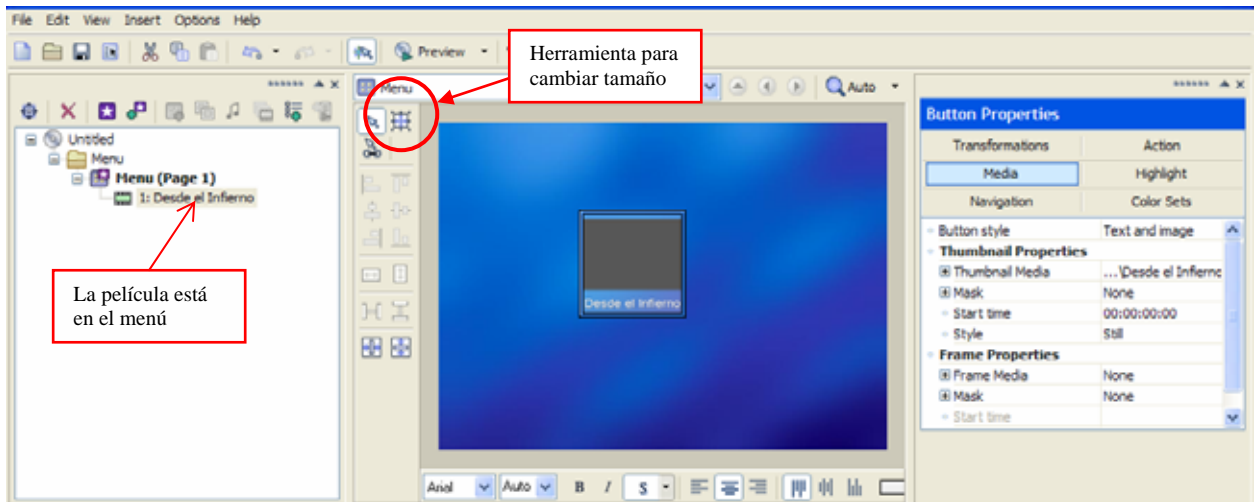 File Edit View Insert Options Help
Preview
Herramienta para
cambiar tamaño
Menu
Auto
Untitled
Menu
Menu (Page 1)
1: Desde el Infierno
La película está
en el menú
Desde el Infierno
Button Properties
Transformations Action
Media Highlight
Navigation Color Sets
Button style Text and image
Thumbnail Properties
Thumbnail Media ...\Desde el Infierno
Mask None
Start time 00:00:00:00
Style Still
Frame Properties
Frame Media None
Mask None
Start time
Arial Auto B I S